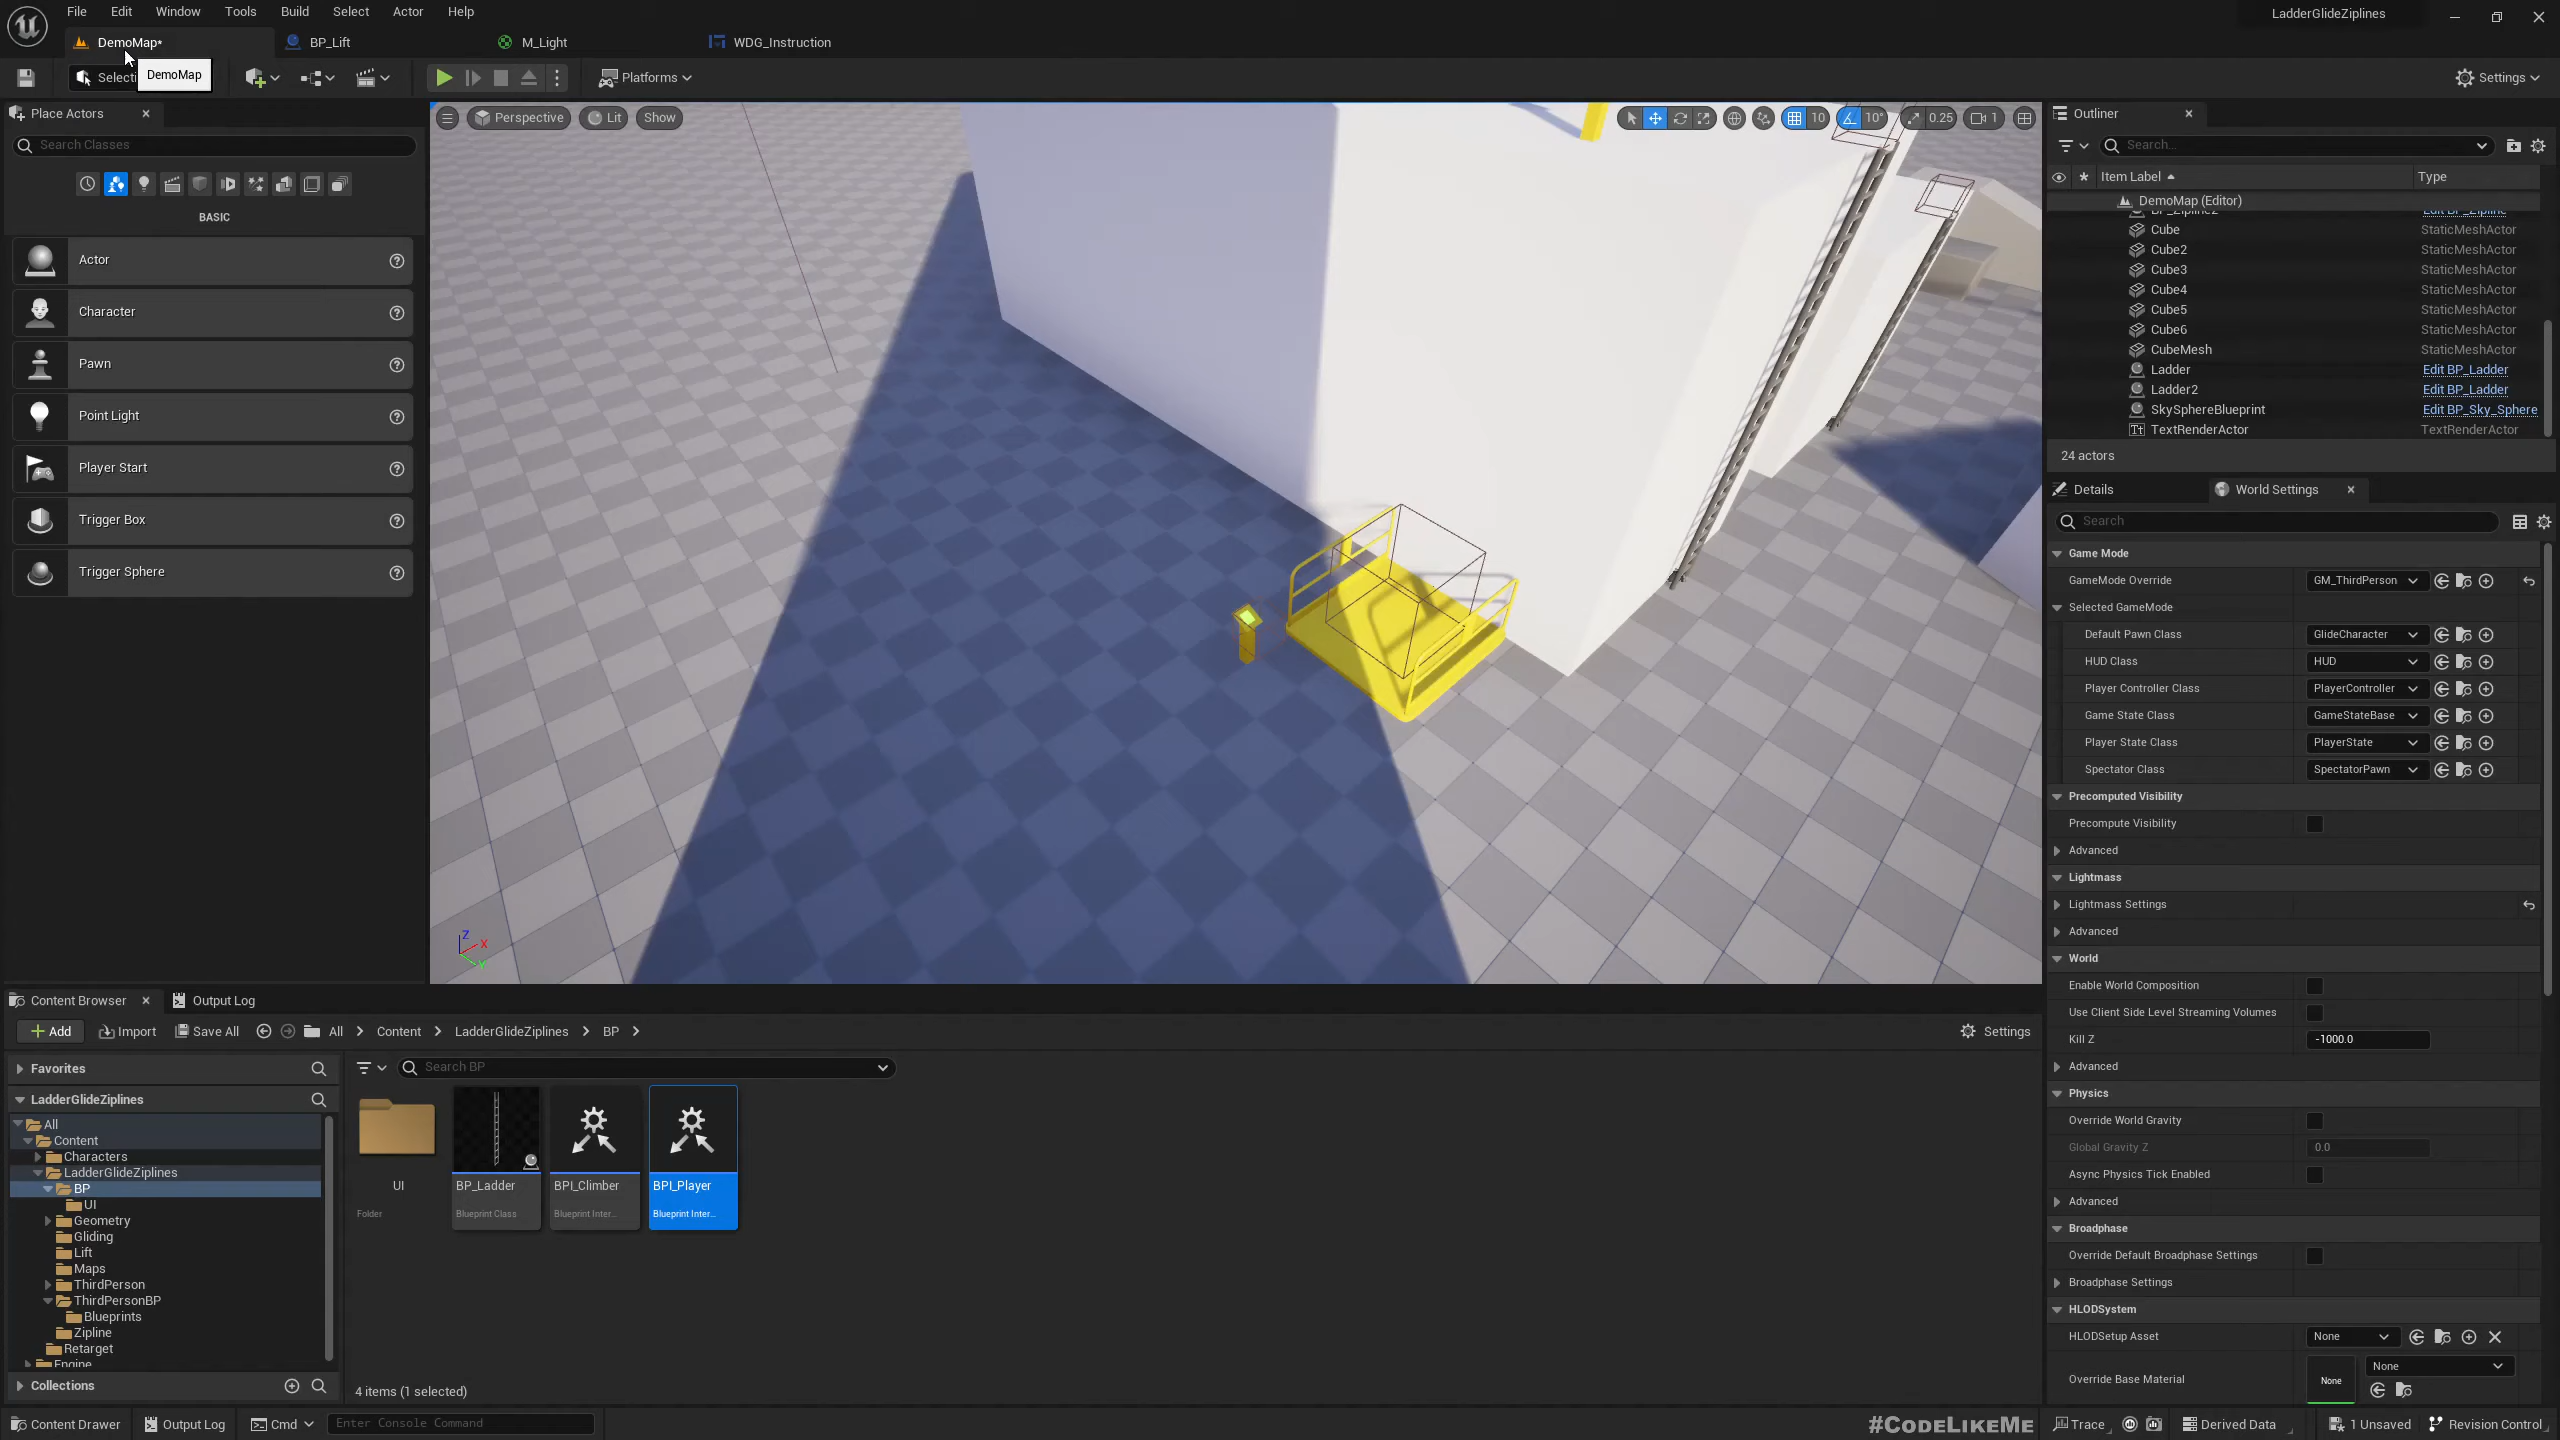 File Edit Window Tools Build Select Actor Help
LadderGlideZiplines
DemoMap* BP_Lift M_Light WDG_Instruction
Selecti DemoMap Platforms Settings
Place Actors
Search Classes
BASIC
Actor
Character
Pawn
Point Light
Player Start
Trigger Box
Trigger Sphere
Perspective Lit Show 10 10° 0.25 1
Z X Y
Outliner
Search...
Item Label Type
DemoMap (Editor)
BP_Zipline2 Edit BP_Zipline
Cube StaticMeshActor
Cube2 StaticMeshActor
Cube3 StaticMeshActor
Cube4 StaticMeshActor
Cube5 StaticMeshActor
Cube6 StaticMeshActor
CubeMesh StaticMeshActor
Ladder Edit BP_Ladder
Ladder2 Edit BP_Ladder
SkySphereBlueprint Edit BP_Sky_Sphere
TextRenderActor TextRenderActor
24 actors
Details World Settings
Search
Game Mode
GameMode Override GM_ThirdPerson
Selected GameMode
Default Pawn Class GlideCharacter
HUD Class HUD
Player Controller Class PlayerController
Game State Class GameStateBase
Player State Class PlayerState
Spectator Class SpectatorPawn
Precomputed Visibility
Precompute Visibility
Advanced
Lightmass
Lightmass Settings
Advanced
World
Enable World Composition
Use Client Side Level Streaming Volumes
Kill Z -1000.0
Advanced
Physics
Override World Gravity
Global Gravity Z 0.0
Async Physics Tick Enabled
Advanced
Broadphase
Override Default Broadphase Settings
Broadphase Settings
HLODSystem
HLODSetup Asset None
Override Base Material None None
Content Browser Output Log
Add Import Save All All Content LadderGlideZiplines BP Settings
Favorites
Search BP
LadderGlideZiplines
All
Content
Characters
LadderGlideZiplines
BP
UI
Geometry
Gliding
Lift
Maps
ThirdPerson
ThirdPersonBP
Blueprints
Zipline
Retarget
Engine
Collections
UI BP_Ladder BPI_Climber BPI_Player
Folder Blueprint Class Blueprint Inter... Blueprint Inter...
4 items (1 selected)
Content Drawer Output Log Cmd Enter Console Command
#CodeLikeMe
Trace Derived Data 1 Unsaved Revision Control